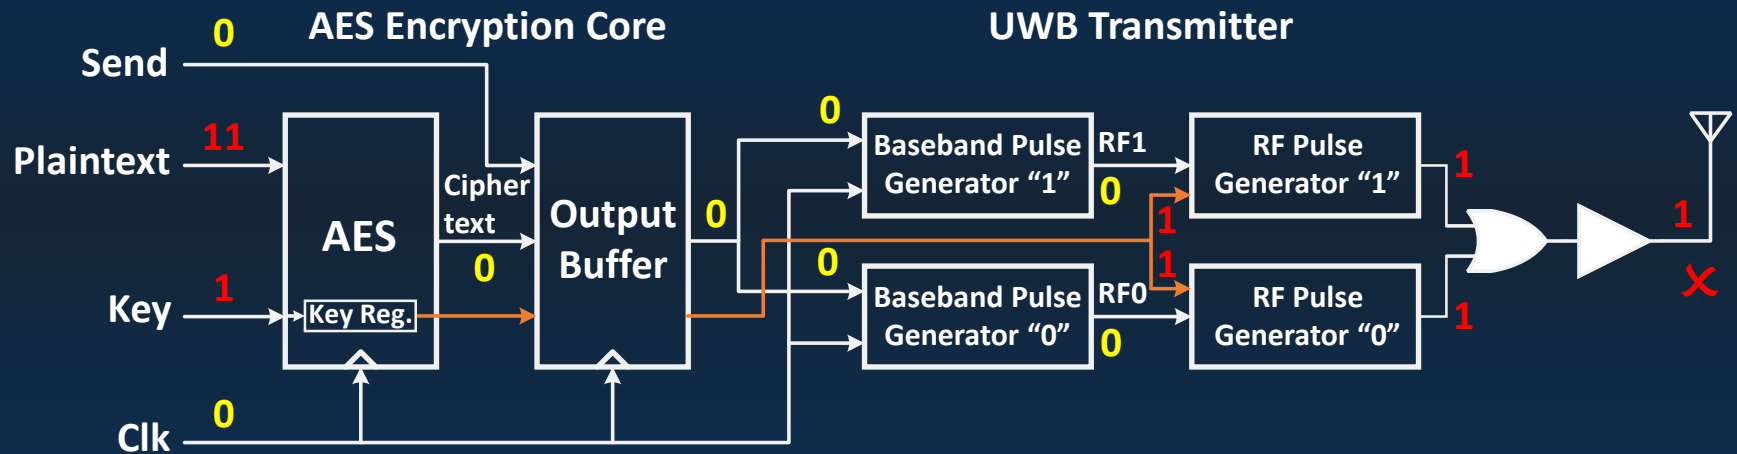 AES Encryption Core
UWB Transmitter
0
Send
11
Plaintext
1
Key
0
Clk
AES
Key Reg.
Cipher
text
0
Output
Buffer
0
0
0
Baseband Pulse
Generator “1”
RF1
0
Baseband Pulse
Generator “0”
RF0
0
1
1
RF Pulse
Generator “1”
1
RF Pulse
Generator “0”
1
1
✗